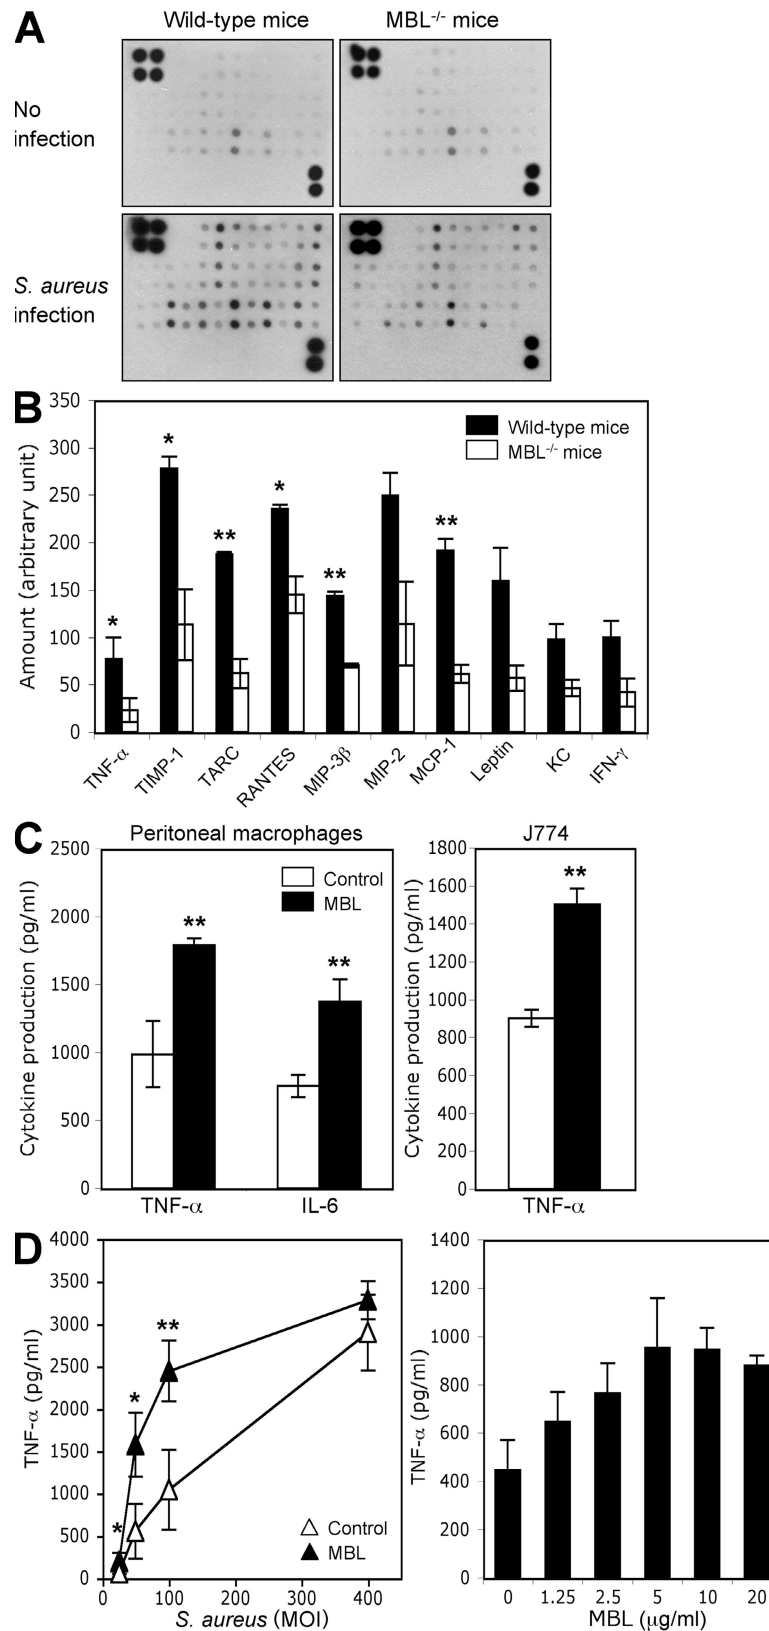 A
Wild-type mice
MBL-/- mice
No
infection
S. aureus
infection
B
350
300
250
200
150
100
50
0
Amount (arbitrary unit)
Wild-type mice
MBL-/- mice
*
*
**
*
**
**
TNF-α
TIMP-1
TARC
RANTES
MIP-3β
MIP-2
MCP-1
Leptin
KC
IFN-γ
C
Peritoneal macrophages
2500
2000
1500
1000
500
0
Cytokine production (pg/ml)
Control
MBL
**
**
TNF-α
IL-6
J774
1800
1600
1400
1200
1000
800
600
400
200
0
Cytokine production (pg/ml)
**
TNF-α
D
4000
3500
3000
2500
2000
1500
1000
500
0
TNF-α (pg/ml)
**
*
*
Control
MBL
0
100
200
300
400
S. aureus (MOI)
1400
1200
1000
800
600
400
200
0
TNF-α (pg/ml)
0
1.25
2.5
5
10
20
MBL (μg/ml)